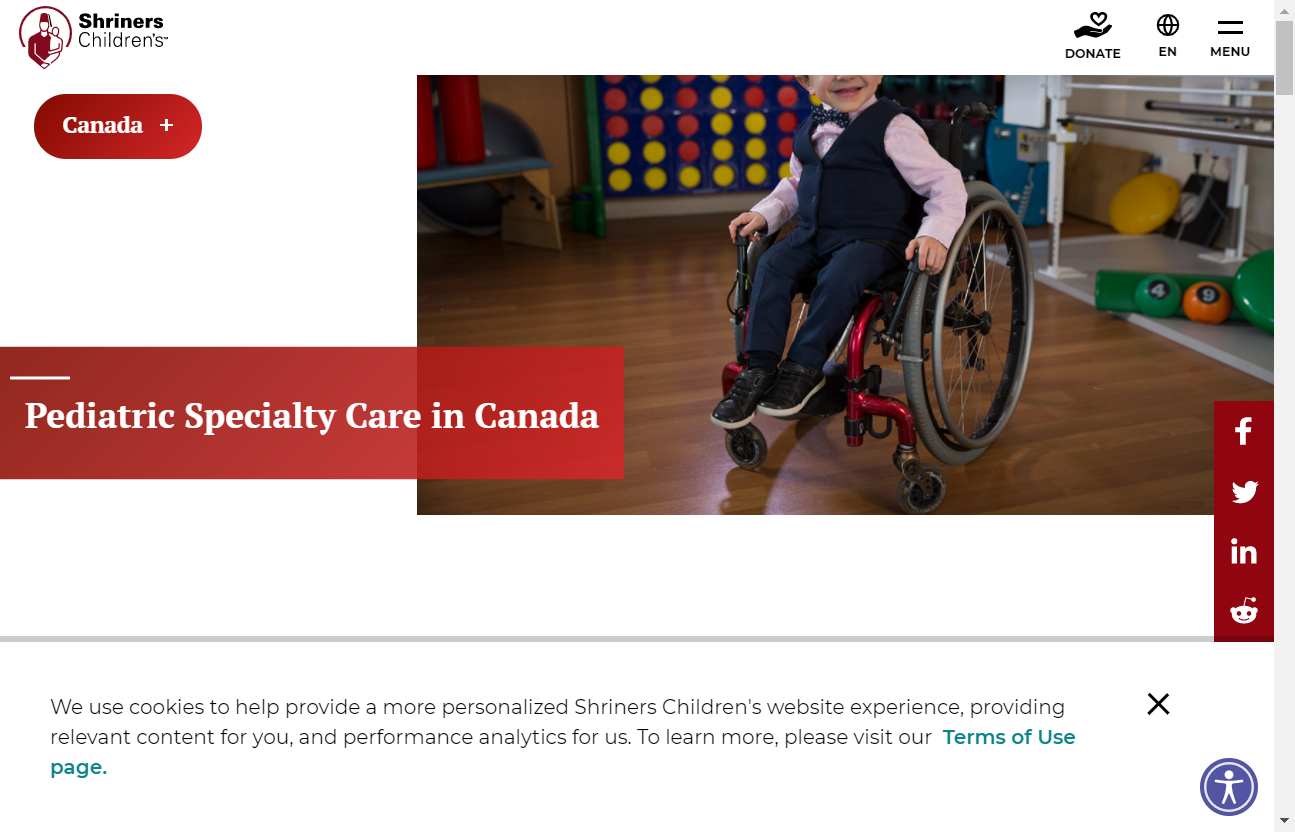 Shriners
Children's™
DONATE
EN
MENU
Canada +
4
9
Pediatric Specialty Care in Canada
We use cookies to help provide a more personalized Shriners Children's website experience, providing
relevant content for you, and performance analytics for us. To learn more, please visit our Terms of Use
page.